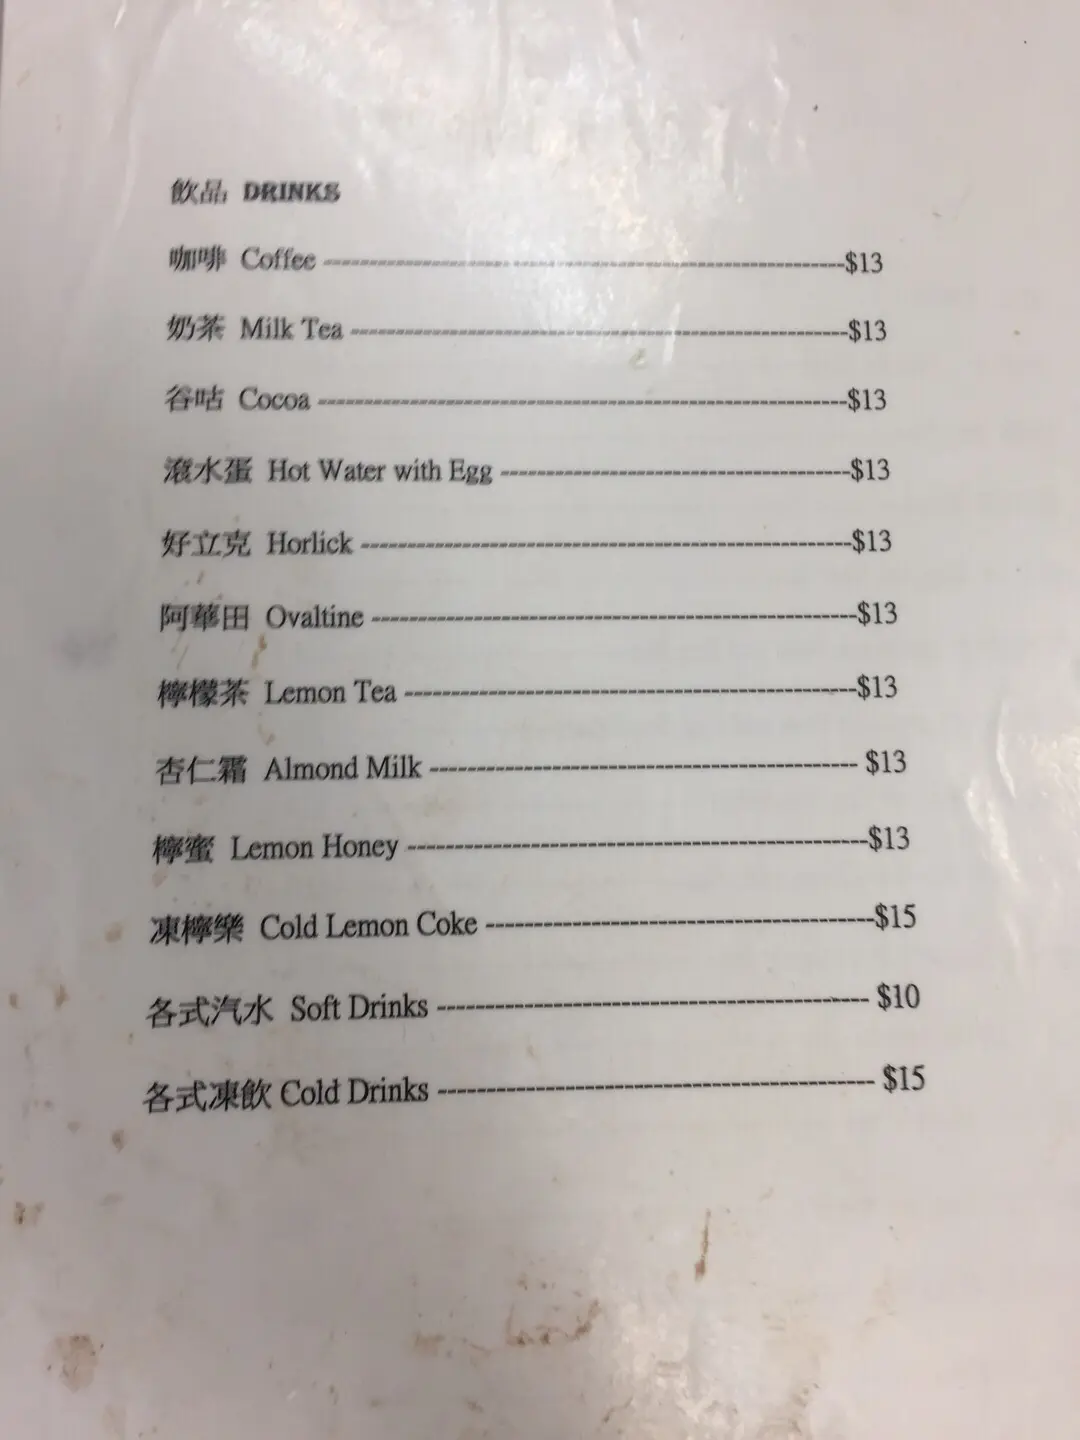 飲品 DRINKS
咖啡 Coffee ---------------------------------------------------------$13
奶茶 Milk Tea ------------------------------------------------------$13
谷咕 Cocoa ---------------------------------------------------------$13
滾水蛋 Hot Water with Egg --------------------------------------$13
好立克 Horlick -----------------------------------------------------$13
阿華田 Ovaltine ----------------------------------------------------$13
檸檬茶 Lemon Tea ------------------------------------------------$13
杏仁霜 Almond Milk --------------------------------------------- $13
檸蜜 Lemon Honey ------------------------------------------------$13
凍檸樂 Cold Lemon Coke ----------------------------------------$15
各式汽水 Soft Drinks --------------------------------------------- $10
各式凍飲 Cold Drinks --------------------------------------------- $15